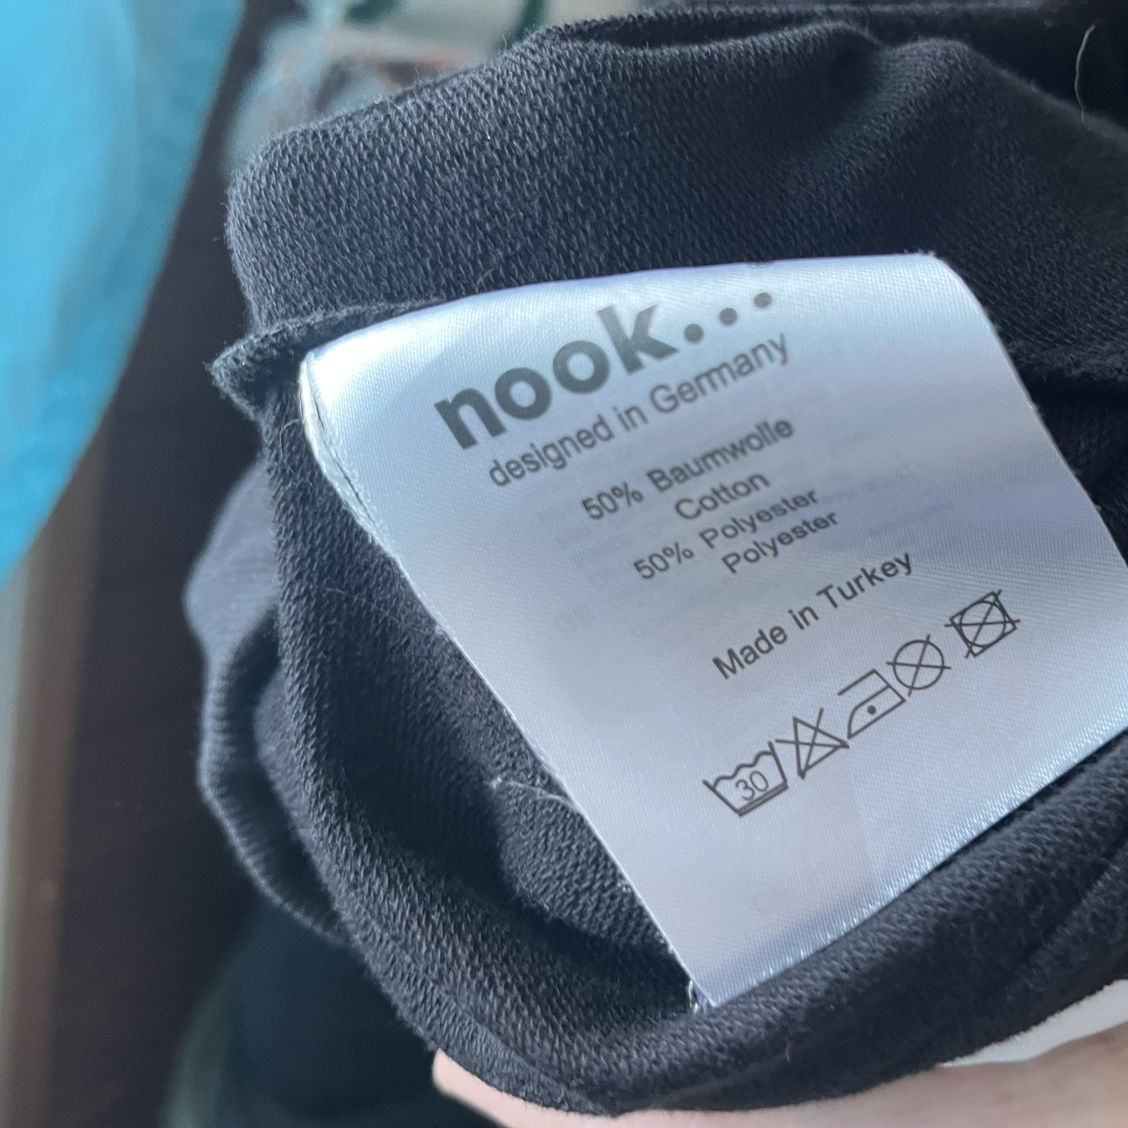 nook...
designed in Germany
50% Baumwolle
Cotton
50% Polyester
Polyester
Made in Turkey
30